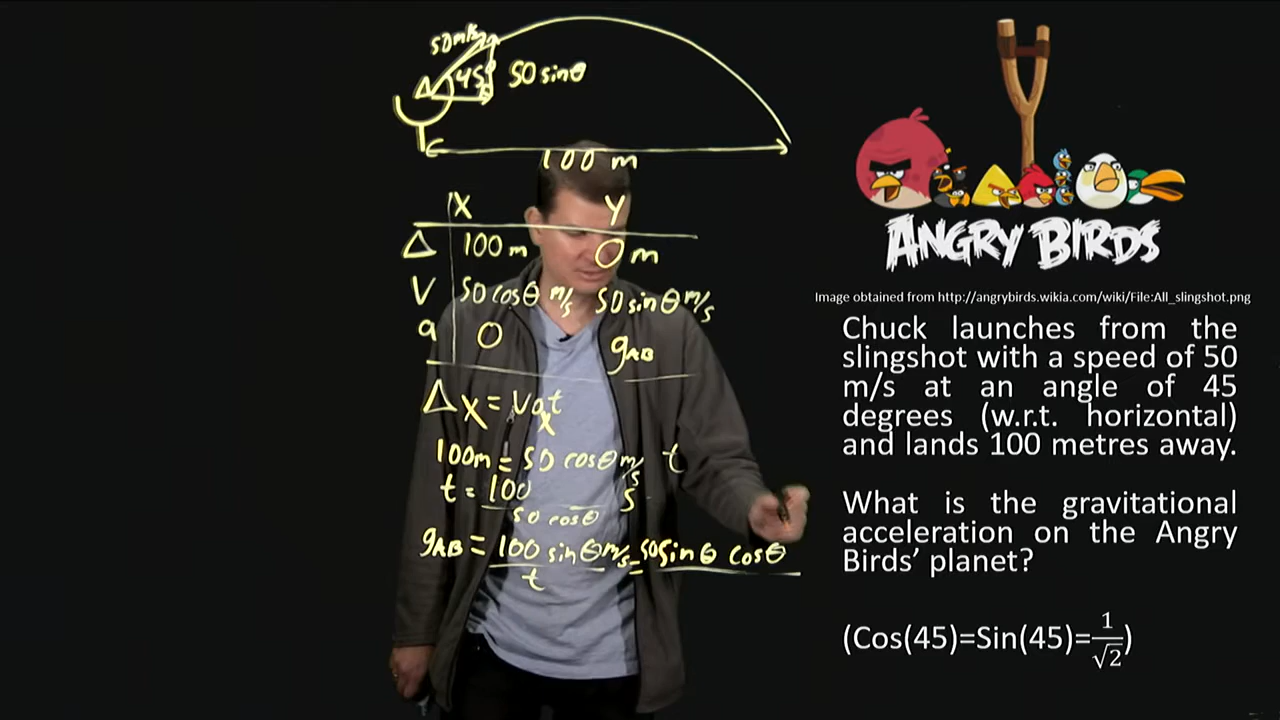 50m/s
45°
50 sinθ
100 m
X Y
Δ 100 m 0 m
V 50 cosθ m/s 50 sinθ m/s
a 0 gAB
Δx = Voxt
100m = 50 cosθ m/s t
t = 100 s
50 cosθ
gAB = 100 sinθ m/s = 50 sinθ cosθ
t
ANGRY BIRDS
Image obtained from http://angrybirds.wikia.com/wiki/File:All_slingshot.png
Chuck launches from the
slingshot with a speed of 50
m/s at an angle of 45
degrees (w.r.t. horizontal)
and lands 100 metres away.
What is the gravitational
acceleration on the Angry
Birds' planet?
(Cos(45)=Sin(45)=1/√2)